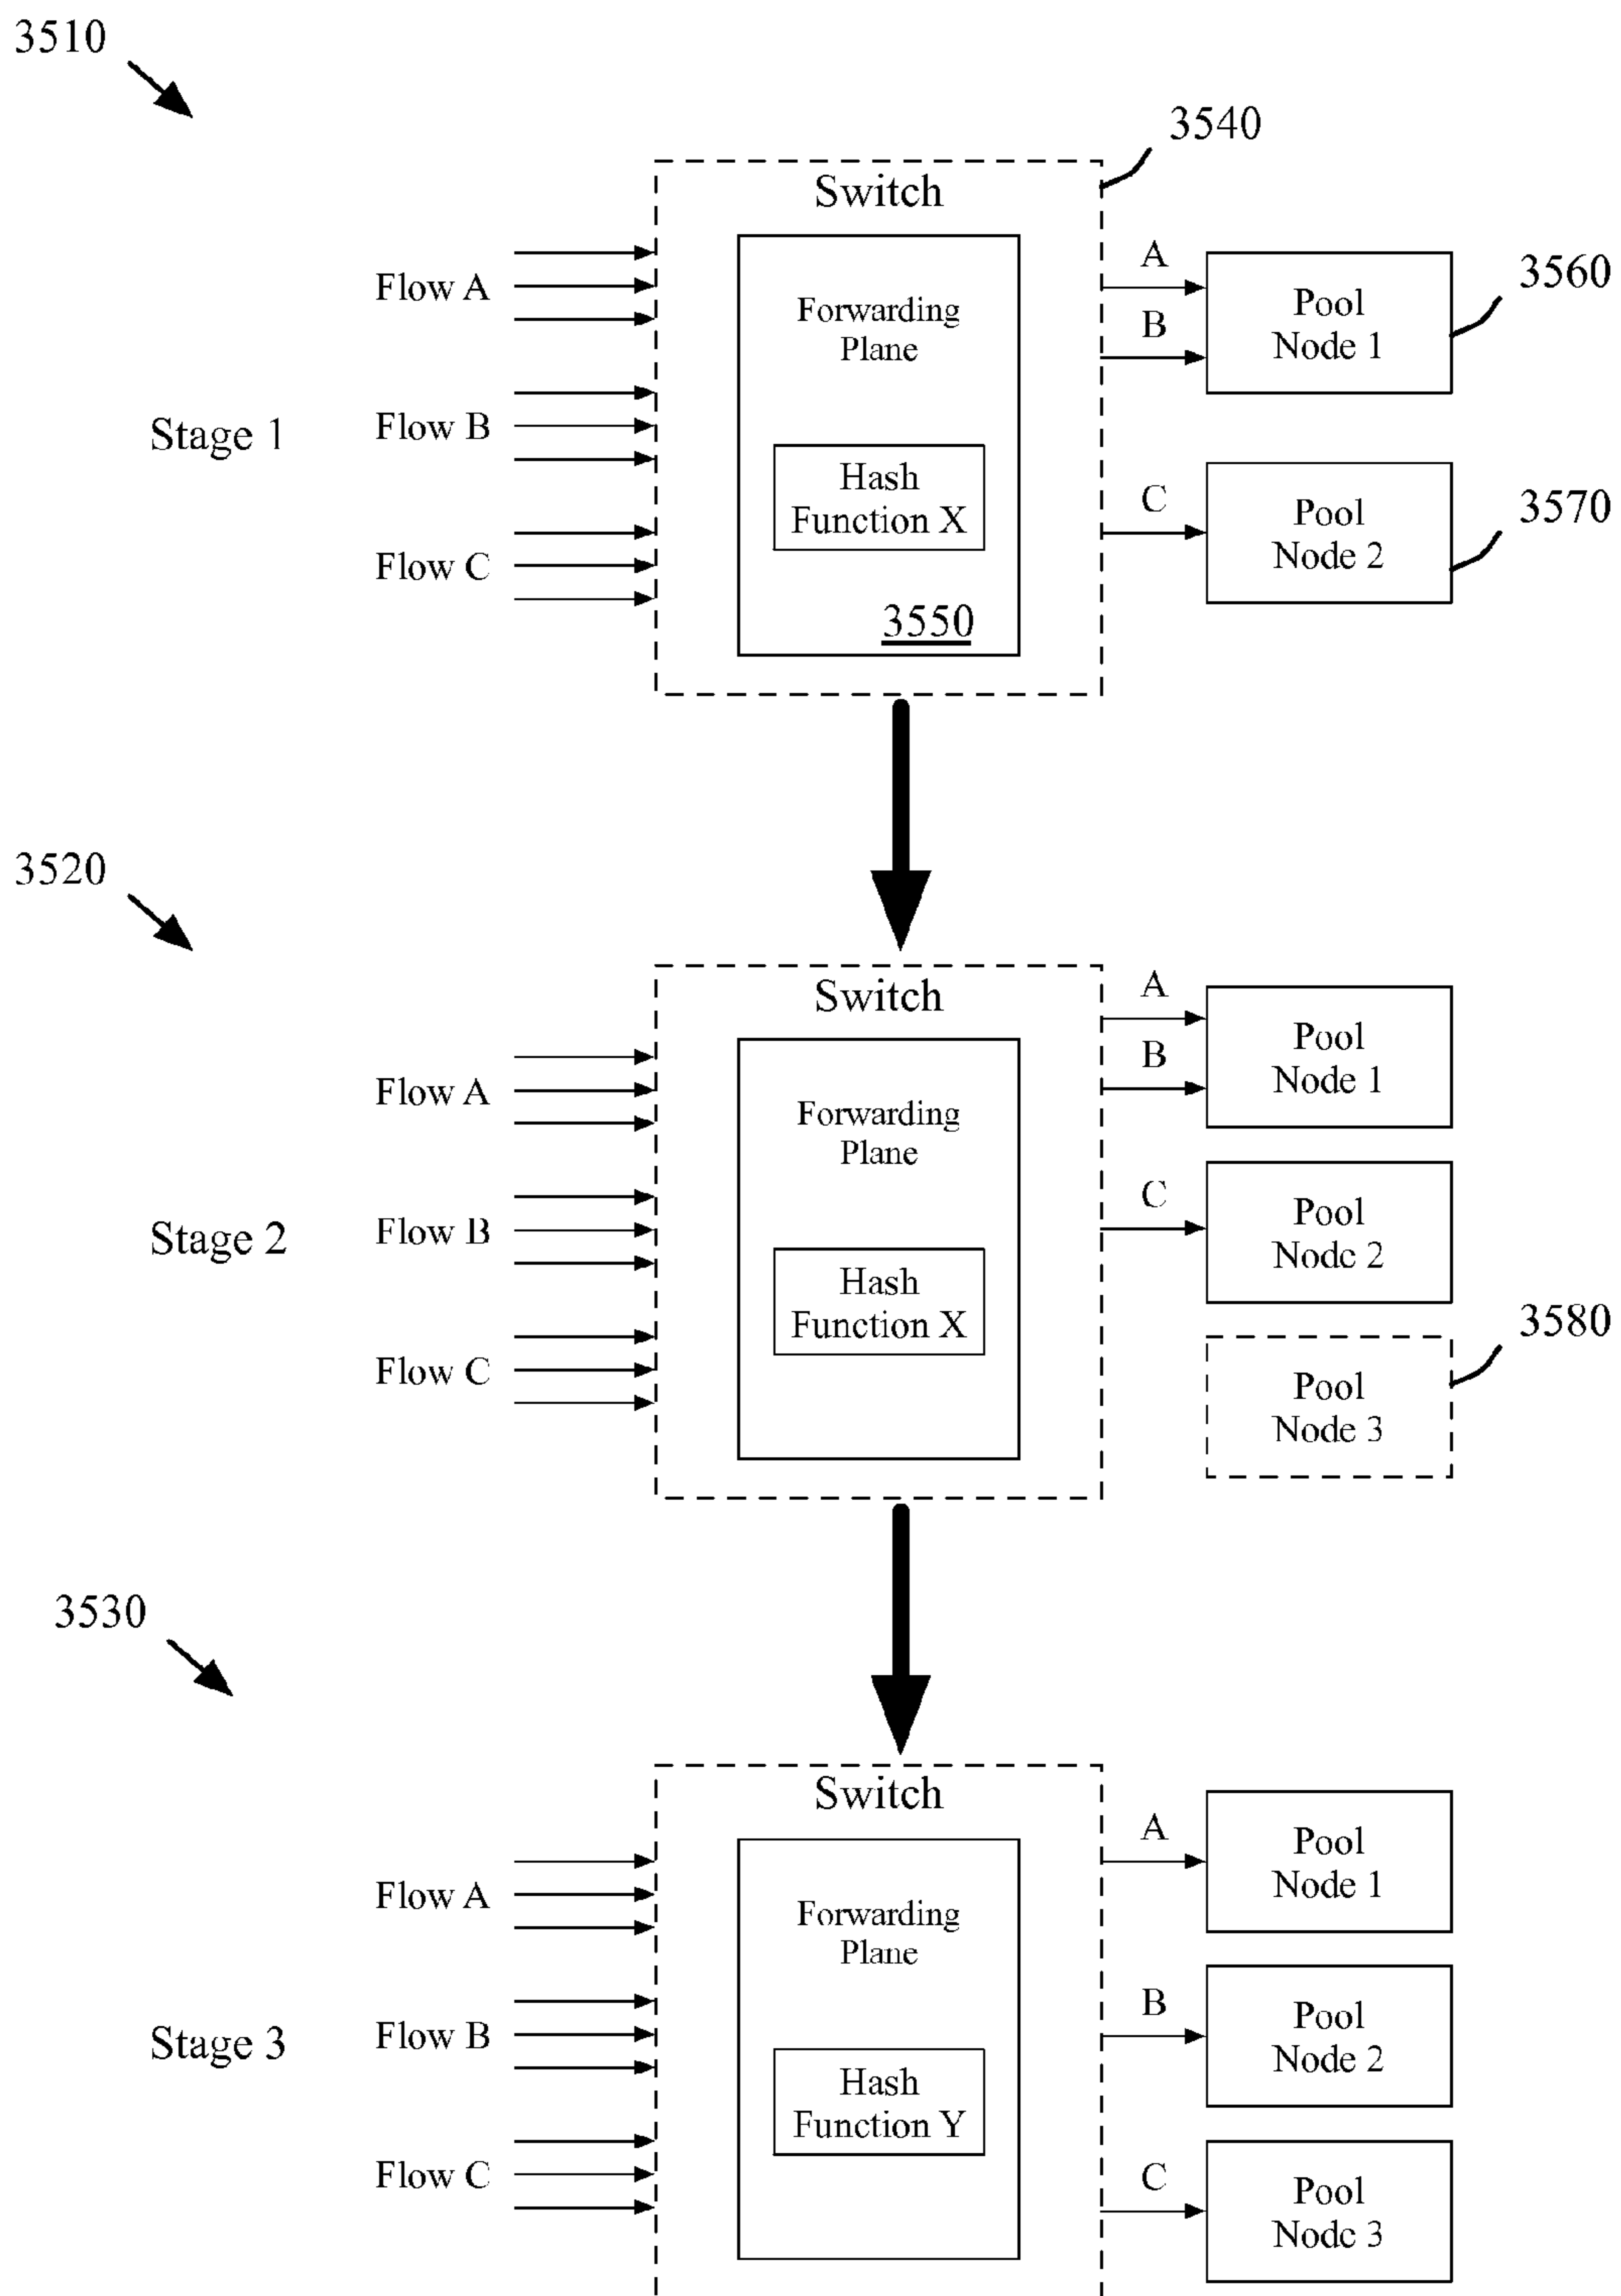 3510
3540
Switch
Flow A
Forwarding
Plane
A
B
Pool
Node 1
3560
Stage 1
Flow B
Hash
Function X
C
Pool
Node 2
3570
Flow C
3550
3520
Switch
Flow A
Forwarding
Plane
A
B
Pool
Node 1
Stage 2
Flow B
Hash
Function X
C
Pool
Node 2
3580
Flow C
Pool
Node 3
3530
Switch
Flow A
Forwarding
Plane
A
Pool
Node 1
Stage 3
Flow B
Hash
Function Y
B
Pool
Node 2
Flow C
C
Pool
Node 3